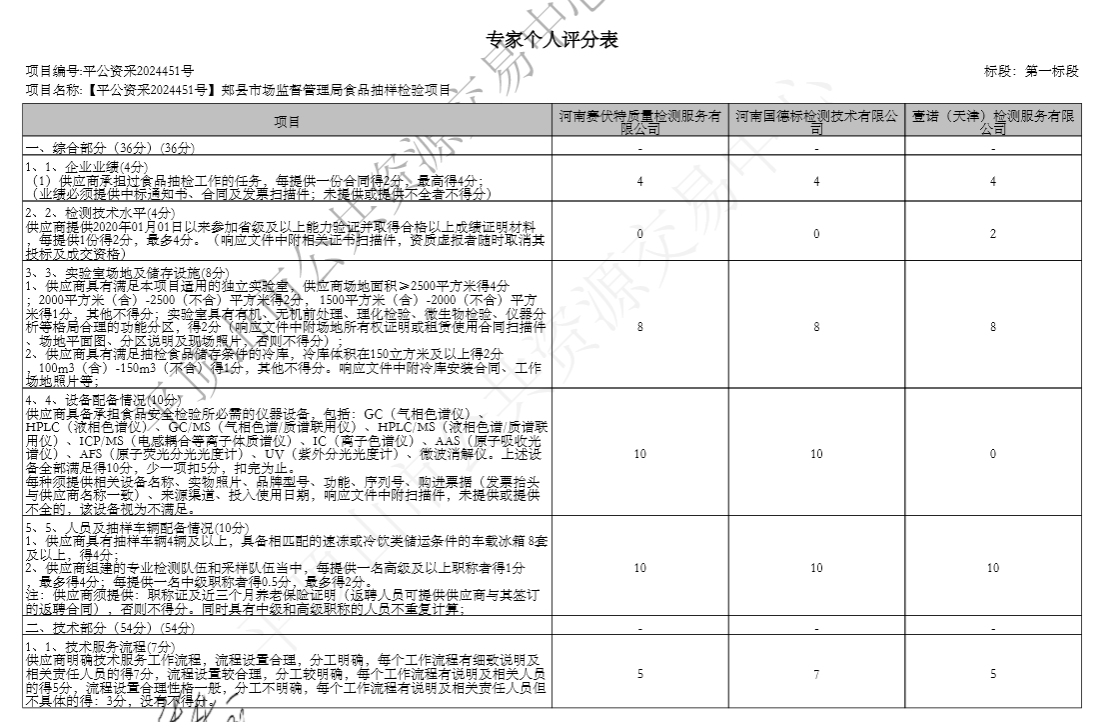 专家个人评分表
项目编号:平公资采2024451号
标段：第一标段
项目名称:【平公资采2024451号】郏县市场监督管理局食品抽样检验项目
项目
河南赛伏特质量检测服务有
限公司
河南国德标检测技术有限公
司
壹诺（天津）检测服务有限
公司
一、综合部分（36分）(36分)
-
-
-
1、1、企业业绩(4分)
（1）供应商承担过食品抽检工作的任务，每提供一份合同得2分，最高得4分；
（业绩必须提供中标通知书、合同及发票扫描件；未提供或提供不全者不得分）
4
4
4
2、2、检测技术水平(4分)
供应商提供2020年01月01日以来参加省级及以上能力验证并取得合格以上成绩证明材料
，每提供1份得2分，最多4分。（响应文件中附相关证书扫描件，资质虚报者随时取消其
投标及成交资格）
0
0
2
3、3、实验室场地及储存设施(8分)
1、供应商具有满足本项目适用的独立实验室，供应商场地面积≥2500平方米得4分
；2000平方米（含）-2500（不含）平方米得2分，1500平方米（含）-2000（不含）平方
米得1分，其他不得分；实验室具有有机、无机前处理、理化检验、微生物检验、仪器分
析等格局合理的功能分区，得2分（响应文件中附场地所有权证明或租赁使用合同扫描件
、场地平面图、分区说明及现场照片，否则不得分）；
2、供应商具有满足抽检食品储存条件的冷库，冷库体积在150立方米及以上得2分
，100m3（含）-150m3（不含）得1分，其他不得分。响应文件中附冷库安装合同、工作
场地照片等；
8
8
8
4、4、设备配备情况(10分)
供应商具备承担食品安全检验所必需的仪器设备，包括：GC（气相色谱仪）、
HPLC（液相色谱仪）、GC/MS（气相色谱/质谱联用仪）、HPLC/MS（液相色谱/质谱联
用仪）、ICP/MS（电感耦合等离子体质谱仪）、IC（离子色谱仪）、AAS（原子吸收光
谱仪）、AFS（原子荧光分光光度计）、UV（紫外分光光度计）、微波消解仪。上述设
备全部满足得10分，少一项扣5分，扣完为止。
每种须提供相关设备名称、实物照片、品牌型号、功能、序列号、购进票据（发票抬头
与供应商名称一致）、来源渠道、投入使用日期，响应文件中附扫描件，未提供或提供
不全的，该设备视为不满足。
10
10
0
5、5、人员及抽样车辆配备情况(10分)
1、供应商具有抽样车辆4辆及以上，具备相匹配的速冻或冷饮类储运条件的车载冰箱 8套
及以上，得4分；
2、供应商组建的专业检测队伍和采样队伍当中，每提供一名高级及以上职称者得1分
，最多得4分；每提供一名中级职称者得0.5分，最多得2分。
注：供应商须提供：职称证及近三个月养老保险证明（返聘人员可提供供应商与其签订
的返聘合同），否则不得分。同时具有中级和高级职称的人员不重复计算；
10
10
10
二、技术部分（54分）(54分)
-
-
-
1、1、技术服务流程(7分)
供应商明确技术服务工作流程，流程设置合理，分工明确，每个工作流程有细致说明及
相关责任人员的得7分，流程设置较合理，分工较明确，每个工作流程有说明及相关人员
的得5分，流程设置合理性格一般，分工不明确，每个工作流程有说明及相关责任人员但
不具体的得：3分，没有不得分。
5
7
5
平顶山市公共资源交易中心
平顶山市公共资源交易中心